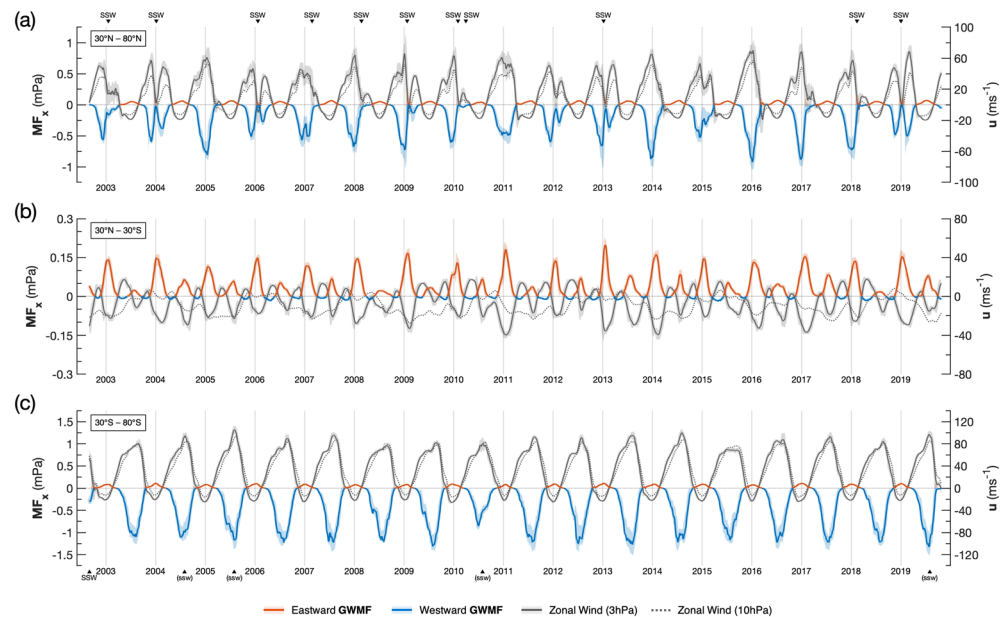 (a)
SSW SSW SSW SSW SSW SSW SSW SSW SSW SSW SSW
30°N – 80°N
MFx (mPa)
1
0.5
0
-0.5
-1
100
60
20
-20
-60
-100
u (ms-1)
2003 2004 2005 2006 2007 2008 2009 2010 2011 2012 2013 2014 2015 2016 2017 2018 2019
(b)
30°N – 30°S
MFx (mPa)
0.3
0.15
0
-0.15
-0.3
80
40
0
-40
-80
u (ms-1)
2003 2004 2005 2006 2007 2008 2009 2010 2011 2012 2013 2014 2015 2016 2017 2018 2019
(c)
30°S – 80°S
MFx (mPa)
1.5
1
0.5
0
-0.5
-1
-1.5
120
80
40
0
-40
-80
-120
u (ms-1)
2003 2004 2005 2006 2007 2008 2009 2010 2011 2012 2013 2014 2015 2016 2017 2018 2019
SSW (ssw) (ssw) (ssw) (ssw)
Eastward GWMF Westward GWMF Zonal Wind (3hPa) Zonal Wind (10hPa)